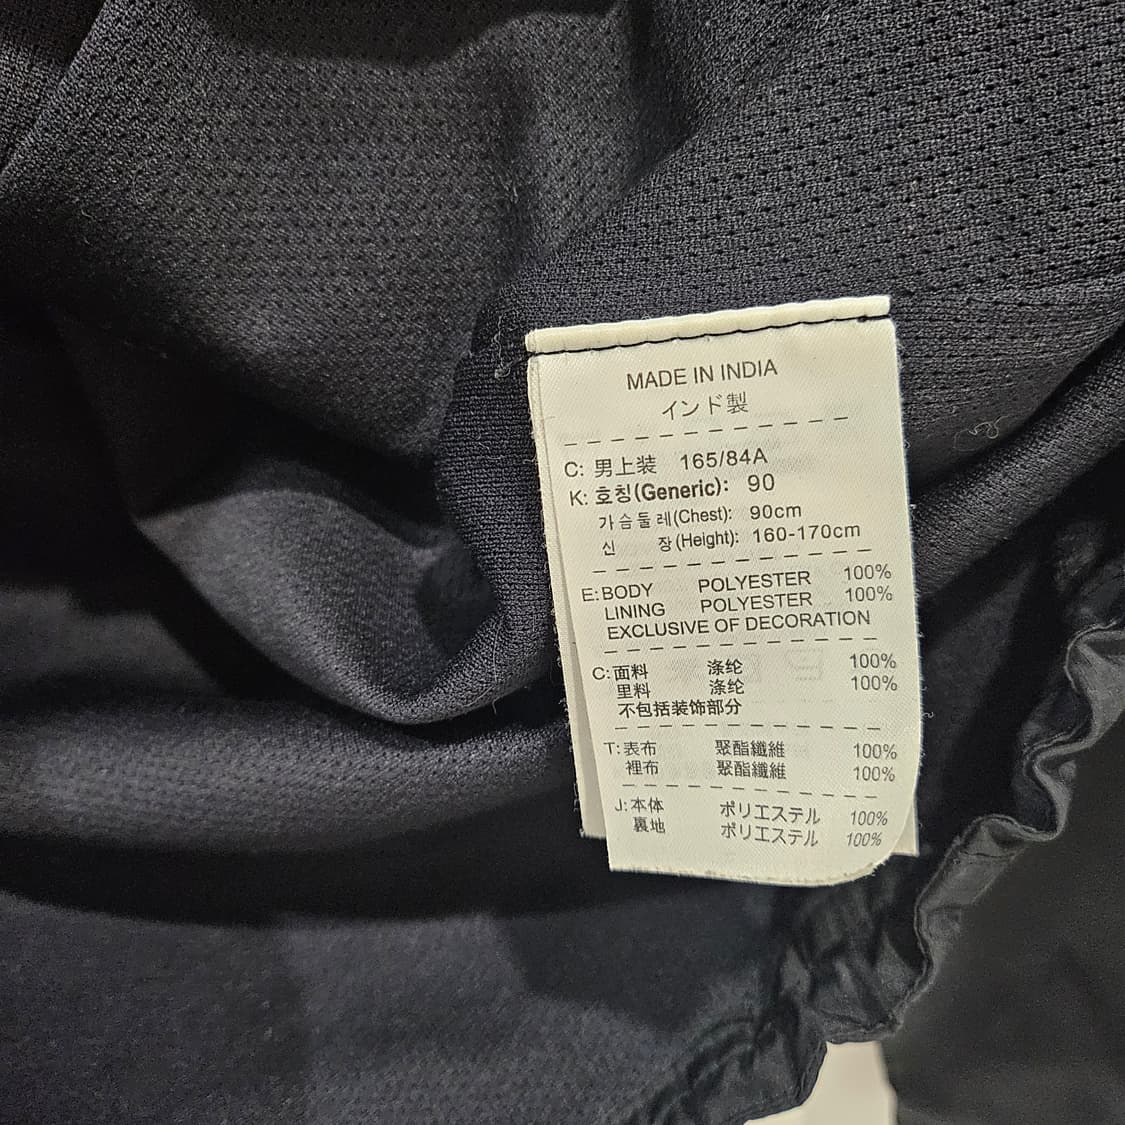 MADE IN INDIA
インド製
C: 男上装 165/84A
K: 호칭(Generic): 90
가슴둘레(Chest): 90cm
신 장(Height): 160-170cm
E: BODY POLYESTER 100%
LINING POLYESTER 100%
EXCLUSIVE OF DECORATION
C: 面料 涤纶 100%
里料 涤纶 100%
不包括装饰部分
T: 表布 聚酯纖維 100%
裡布 聚酯纖維 100%
J: 本体 ポリエステル 100%
裏地 ポリエステル 100%